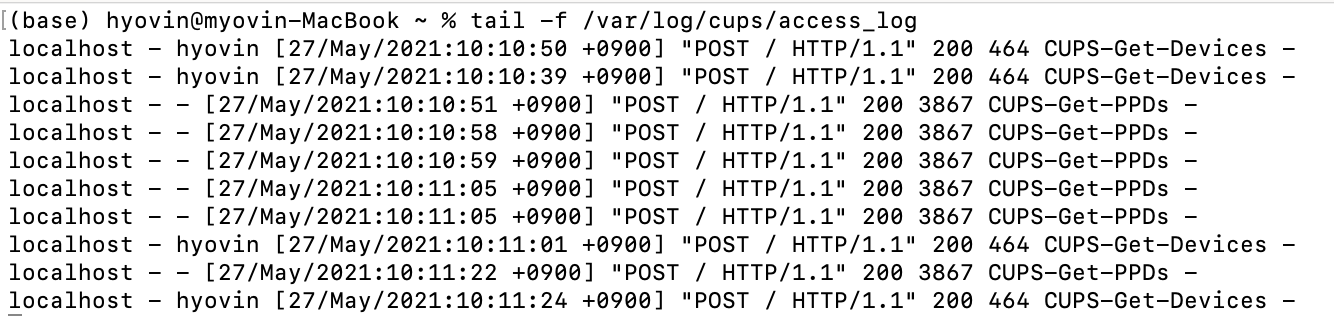 (base) hyovin@myovin-MacBook ~ % tail -f /var/log/cups/access_log
localhost - hyovin [27/May/2021:10:10:50 +0900] "POST / HTTP/1.1" 200 464 CUPS-Get-Devices -
localhost - hyovin [27/May/2021:10:10:39 +0900] "POST / HTTP/1.1" 200 464 CUPS-Get-Devices -
localhost - - [27/May/2021:10:10:51 +0900] "POST / HTTP/1.1" 200 3867 CUPS-Get-PPDs -
localhost - - [27/May/2021:10:10:58 +0900] "POST / HTTP/1.1" 200 3867 CUPS-Get-PPDs -
localhost - - [27/May/2021:10:10:59 +0900] "POST / HTTP/1.1" 200 3867 CUPS-Get-PPDs -
localhost - - [27/May/2021:10:11:05 +0900] "POST / HTTP/1.1" 200 3867 CUPS-Get-PPDs -
localhost - - [27/May/2021:10:11:05 +0900] "POST / HTTP/1.1" 200 3867 CUPS-Get-PPDs -
localhost - hyovin [27/May/2021:10:11:01 +0900] "POST / HTTP/1.1" 200 464 CUPS-Get-Devices -
localhost - - [27/May/2021:10:11:22 +0900] "POST / HTTP/1.1" 200 3867 CUPS-Get-PPDs -
localhost - hyovin [27/May/2021:10:11:24 +0900] "POST / HTTP/1.1" 200 464 CUPS-Get-Devices -